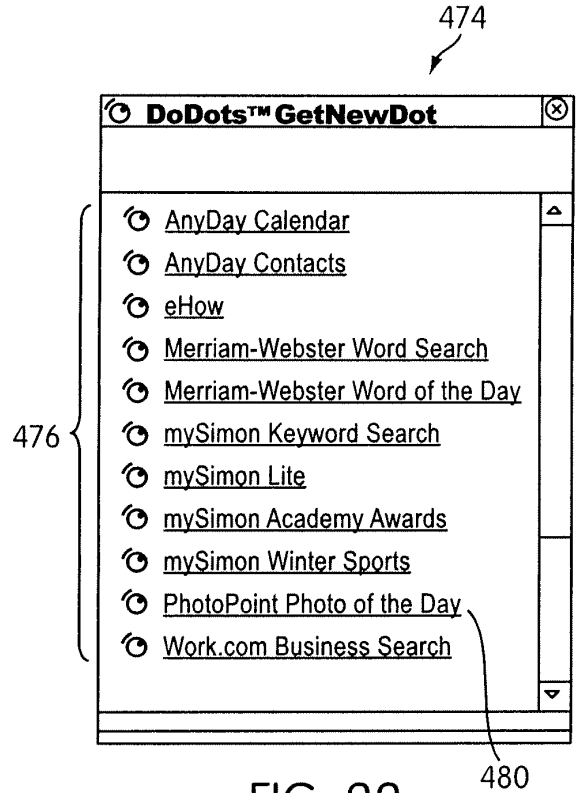 474
DoDots™ GetNewDot
AnyDay Calendar
AnyDay Contacts
eHow
Merriam-Webster Word Search
Merriam-Webster Word of the Day
476
mySimon Keyword Search
mySimon Lite
mySimon Academy Awards
mySimon Winter Sports
PhotoPoint Photo of the Day
Work.com Business Search
480
FIG.